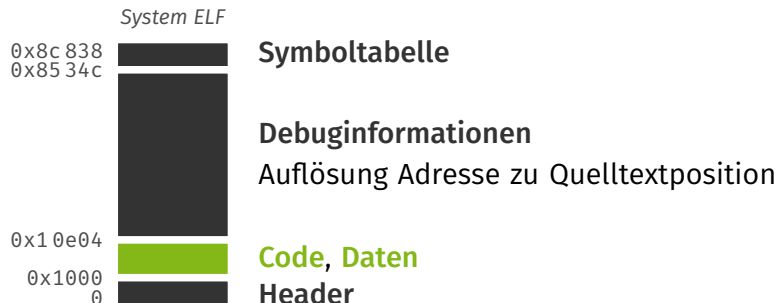 System ELF
0x8c838
Symboltabelle
0x8534c
Debuginformationen
Auflösung Adresse zu Quelltextposition
0x10e04
Code, Daten
0x1000
Header
0